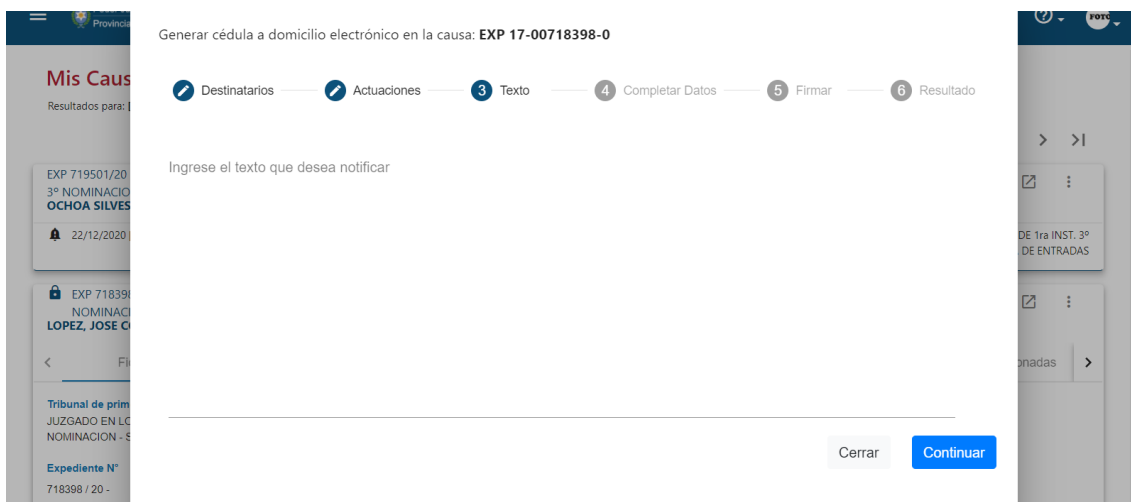 Provincia
FOTO
Generar cédula a domicilio electrónico en la causa: EXP 17-00718398-0
Destinatarios
Actuaciones
3 Texto
4 Completar Datos
5 Firmar
6 Resultado
Mis Caus
Resultados para:
Ingrese el texto que desea notificar
EXP 719501/20
3º NOMINACIO
OCHOA SILVES
22/12/2020
DE 1ra INST. 3º
DE ENTRADAS
EXP 718398
NOMINACI
LOPEZ, JOSE C
Fi
onadas
Tribunal de prim
JUZGADO EN LO
NOMINACION - S
Expediente N°
718398 / 20 -
Cerrar
Continuar